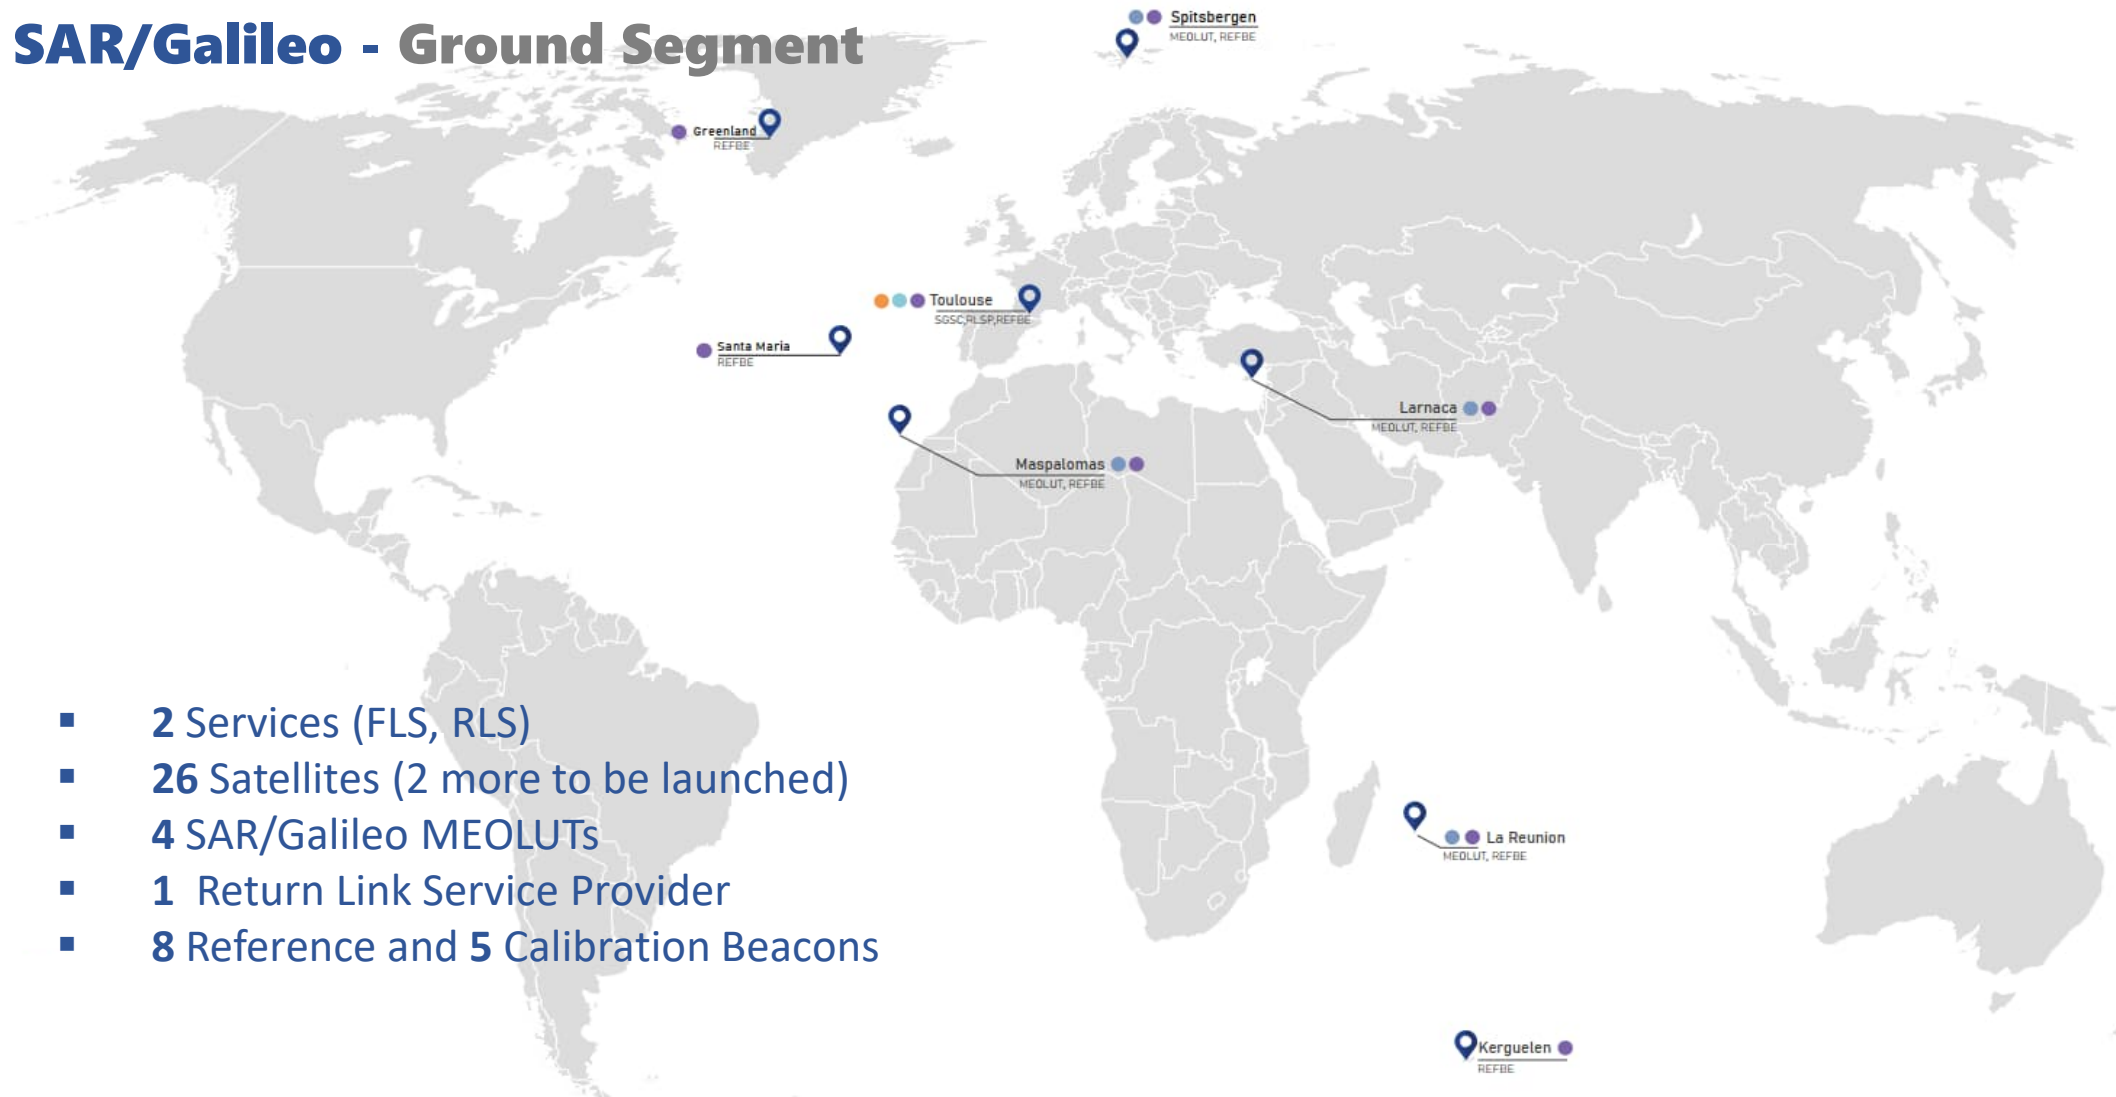 SAR/Galileo - Ground Segment
Spitsbergen
MEOLUT, REFBE
Greenland
REFBE
Toulouse
SGSC,RLSP,REFBE
Santa Maria
REFBE
Larnaca
MEOLUT, REFBE
Maspalomas
MEOLUT, REFBE
▪ 2 Services (FLS, RLS)
▪ 26 Satellites (2 more to be launched)
▪ 4 SAR/Galileo MEOLUTs
▪ 1 Return Link Service Provider
▪ 8 Reference and 5 Calibration Beacons
La Reunion
MEOLUT, REFBE
Kerguelen
REFBE